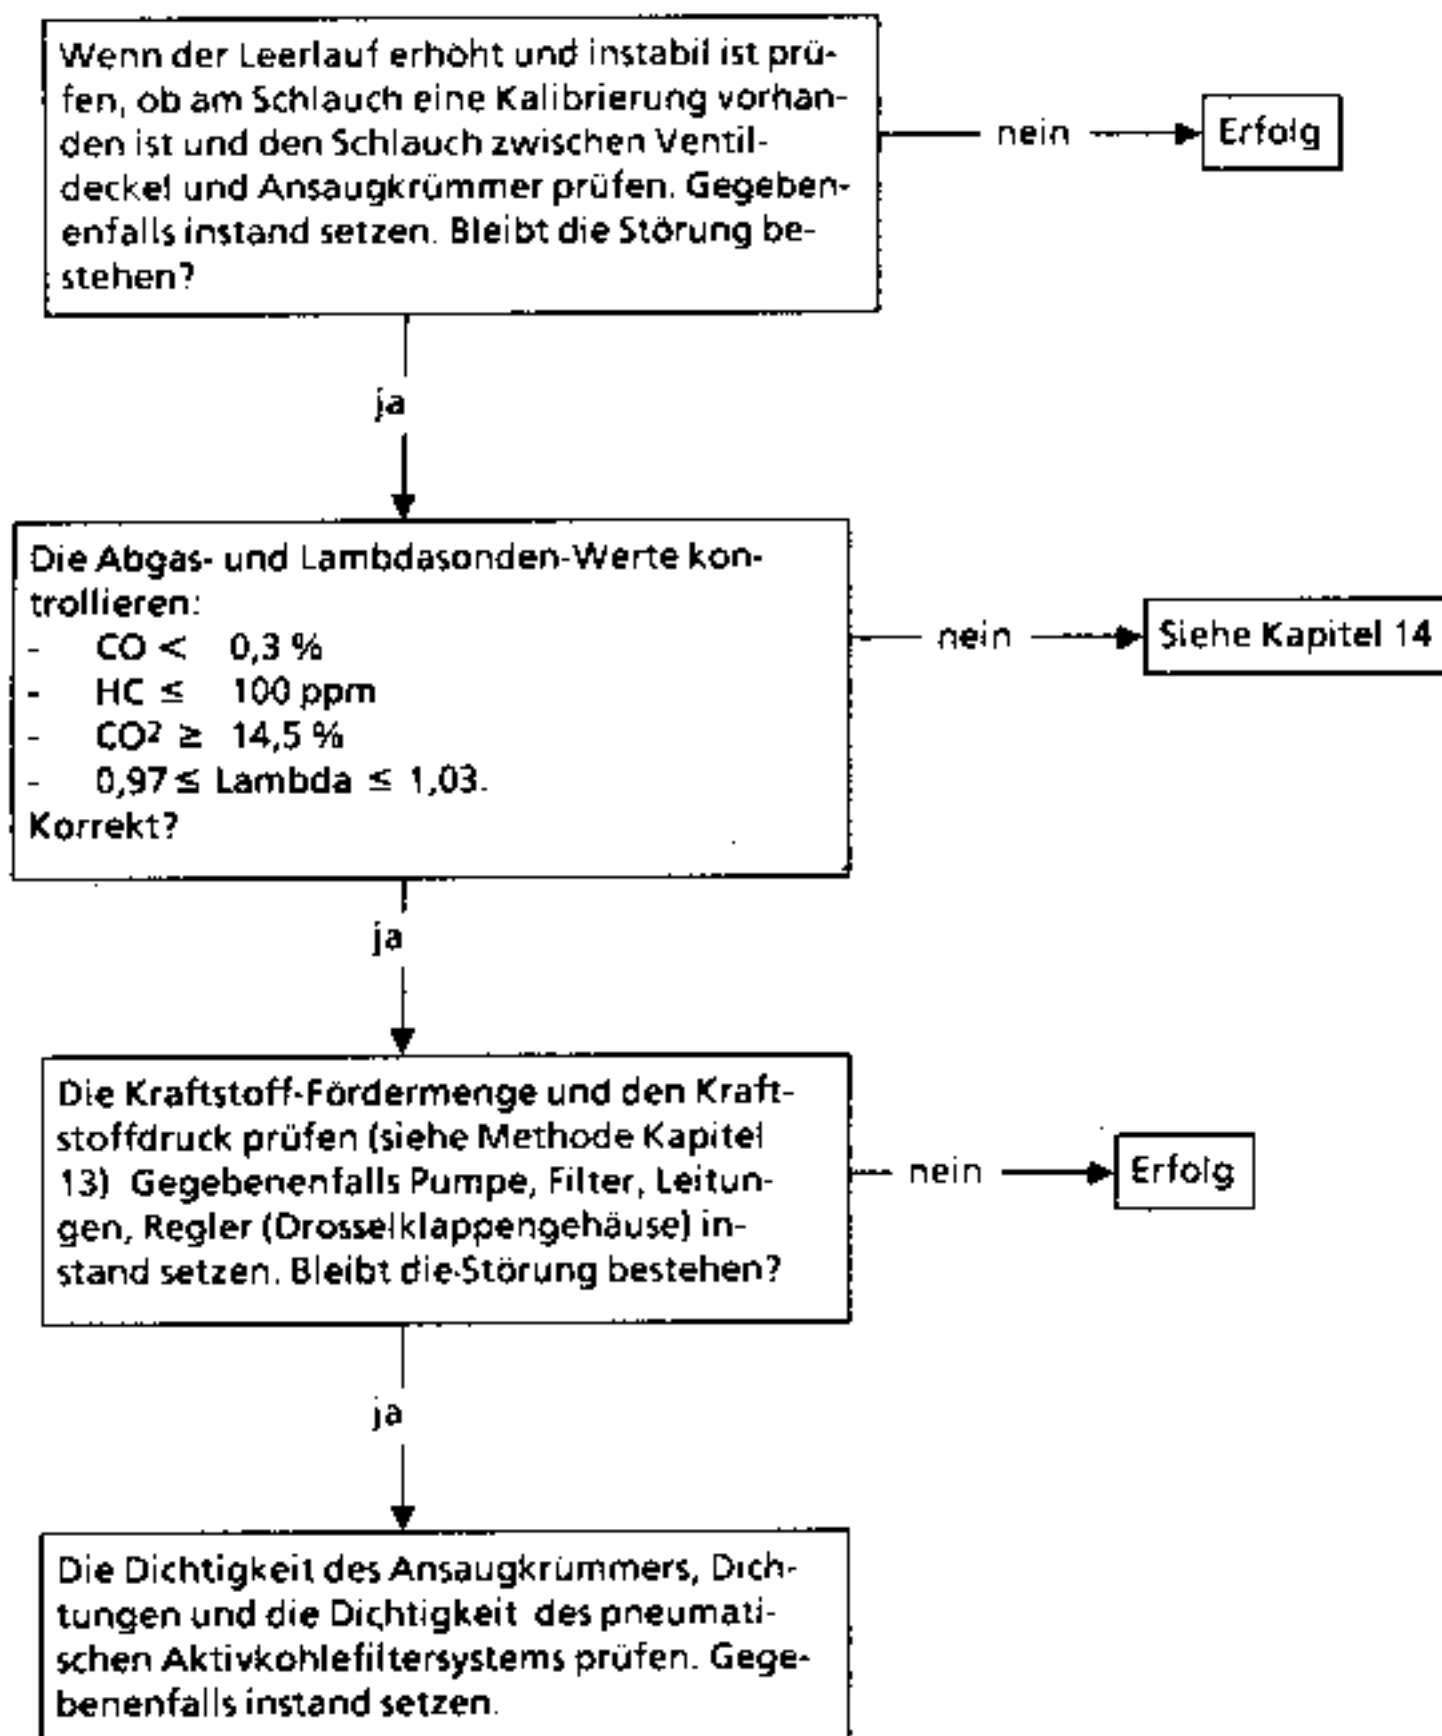 Wenn der Leerlauf erhöht und instabil ist prü-
fen, ob am Schlauch eine Kalibrierung vorhan-
den ist und den Schlauch zwischen Ventil-
deckel und Ansaugkrümmer prüfen. Gegeben-
enfalls instand setzen. Bleibt die Störung be-
stehen?
nein
Erfolg
ja
Die Abgas- und Lambdasonden-Werte kon-
trollieren:
- CO < 0,3 %
- HC ≤ 100 ppm
- CO² ≥ 14,5 %
- 0,97 ≤ Lambda ≤ 1,03.
Korrekt?
nein
Siehe Kapitel 14
ja
Die Kraftstoff-Fördermenge und den Kraft-
stoffdruck prüfen (siehe Methode Kapitel
13) Gegebenenfalls Pumpe, Filter, Leitun-
gen, Regler (Drosselklappengehäuse) in-
stand setzen. Bleibt die Störung bestehen?
nein
Erfolg
ja
Die Dichtigkeit des Ansaugkrümmers, Dich-
tungen und die Dichtigkeit des pneumati-
schen Aktivkohlefiltersystems prüfen. Gege-
benenfalls instand setzen.